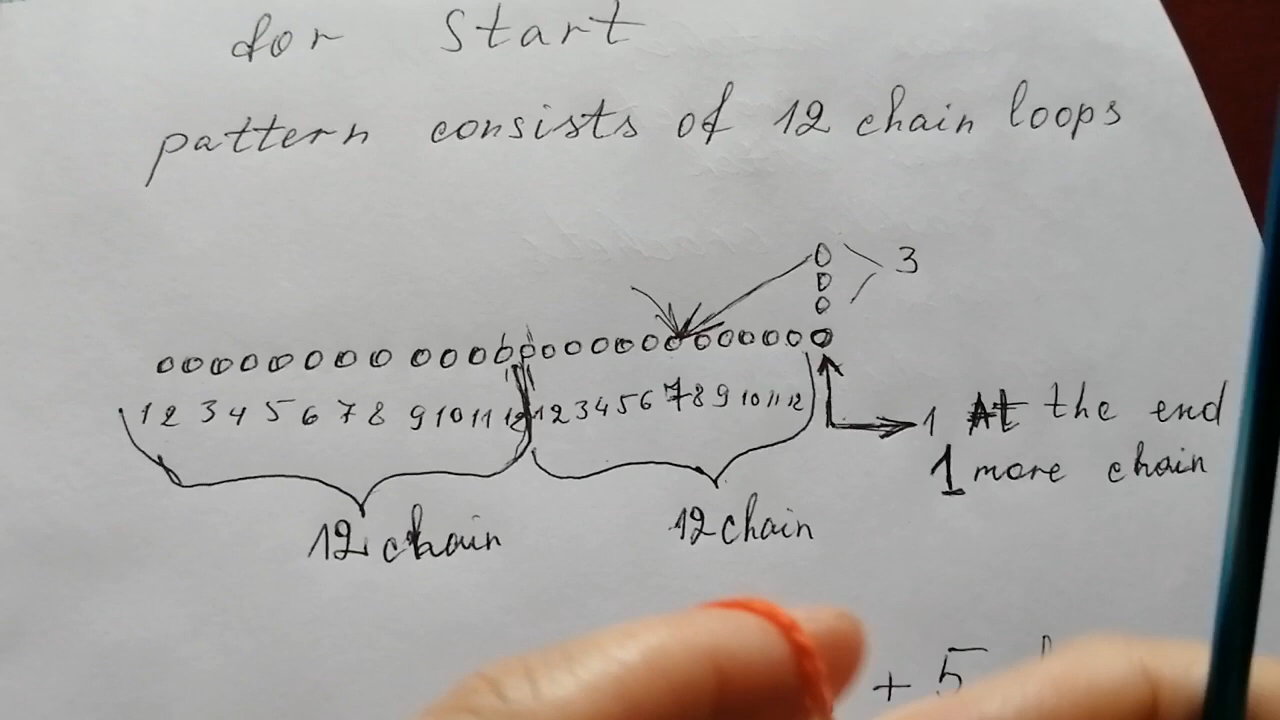 for Start
pattern consists of 12 chain loops
3
1 2 3 4 5 6 7 8 9 10 11 12 1 2 3 4 5 6 7 8 9 10 11 12
1 At the end
1 more chain
12 chain 12 chain
+ 5